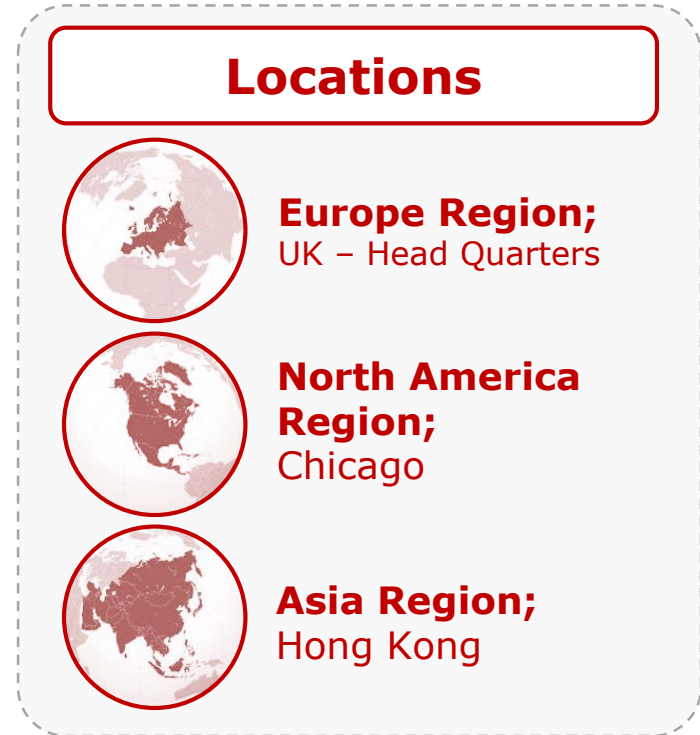 Locations
Europe Region;
UK – Head Quarters
North America
Region;
Chicago
Asia Region;
Hong Kong